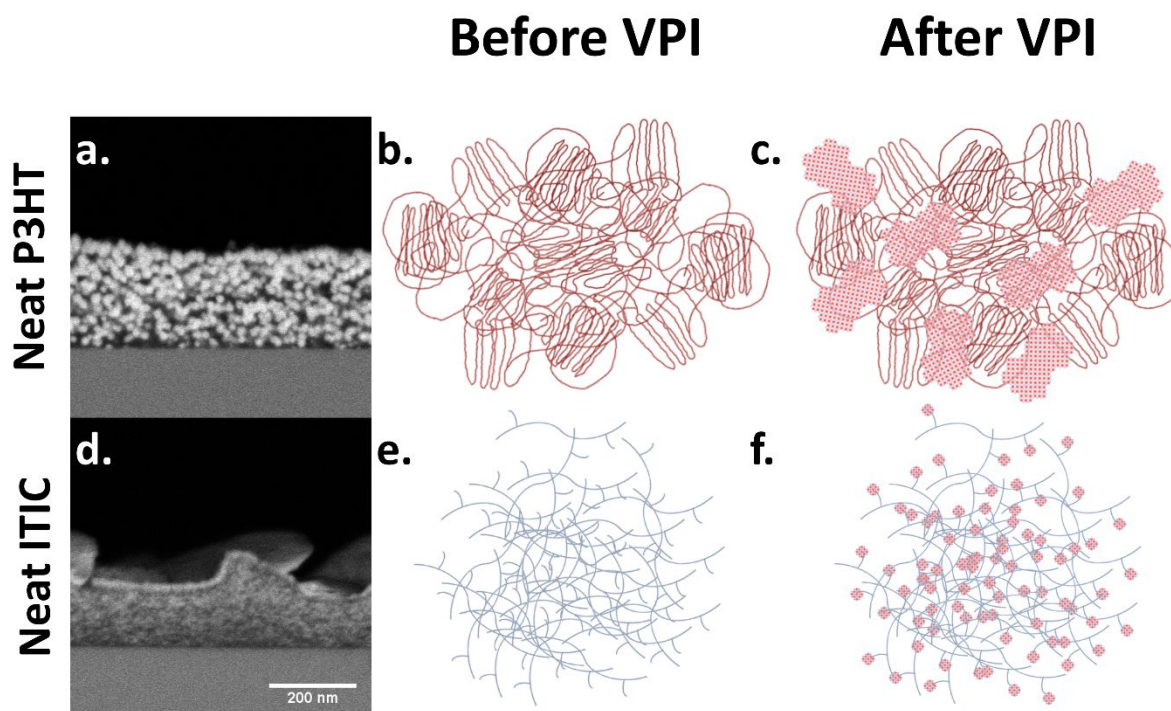 Before VPI
After VPI
Neat P3HT
a.
b.
c.
Neat ITIC
d.
e.
f.
200 nm